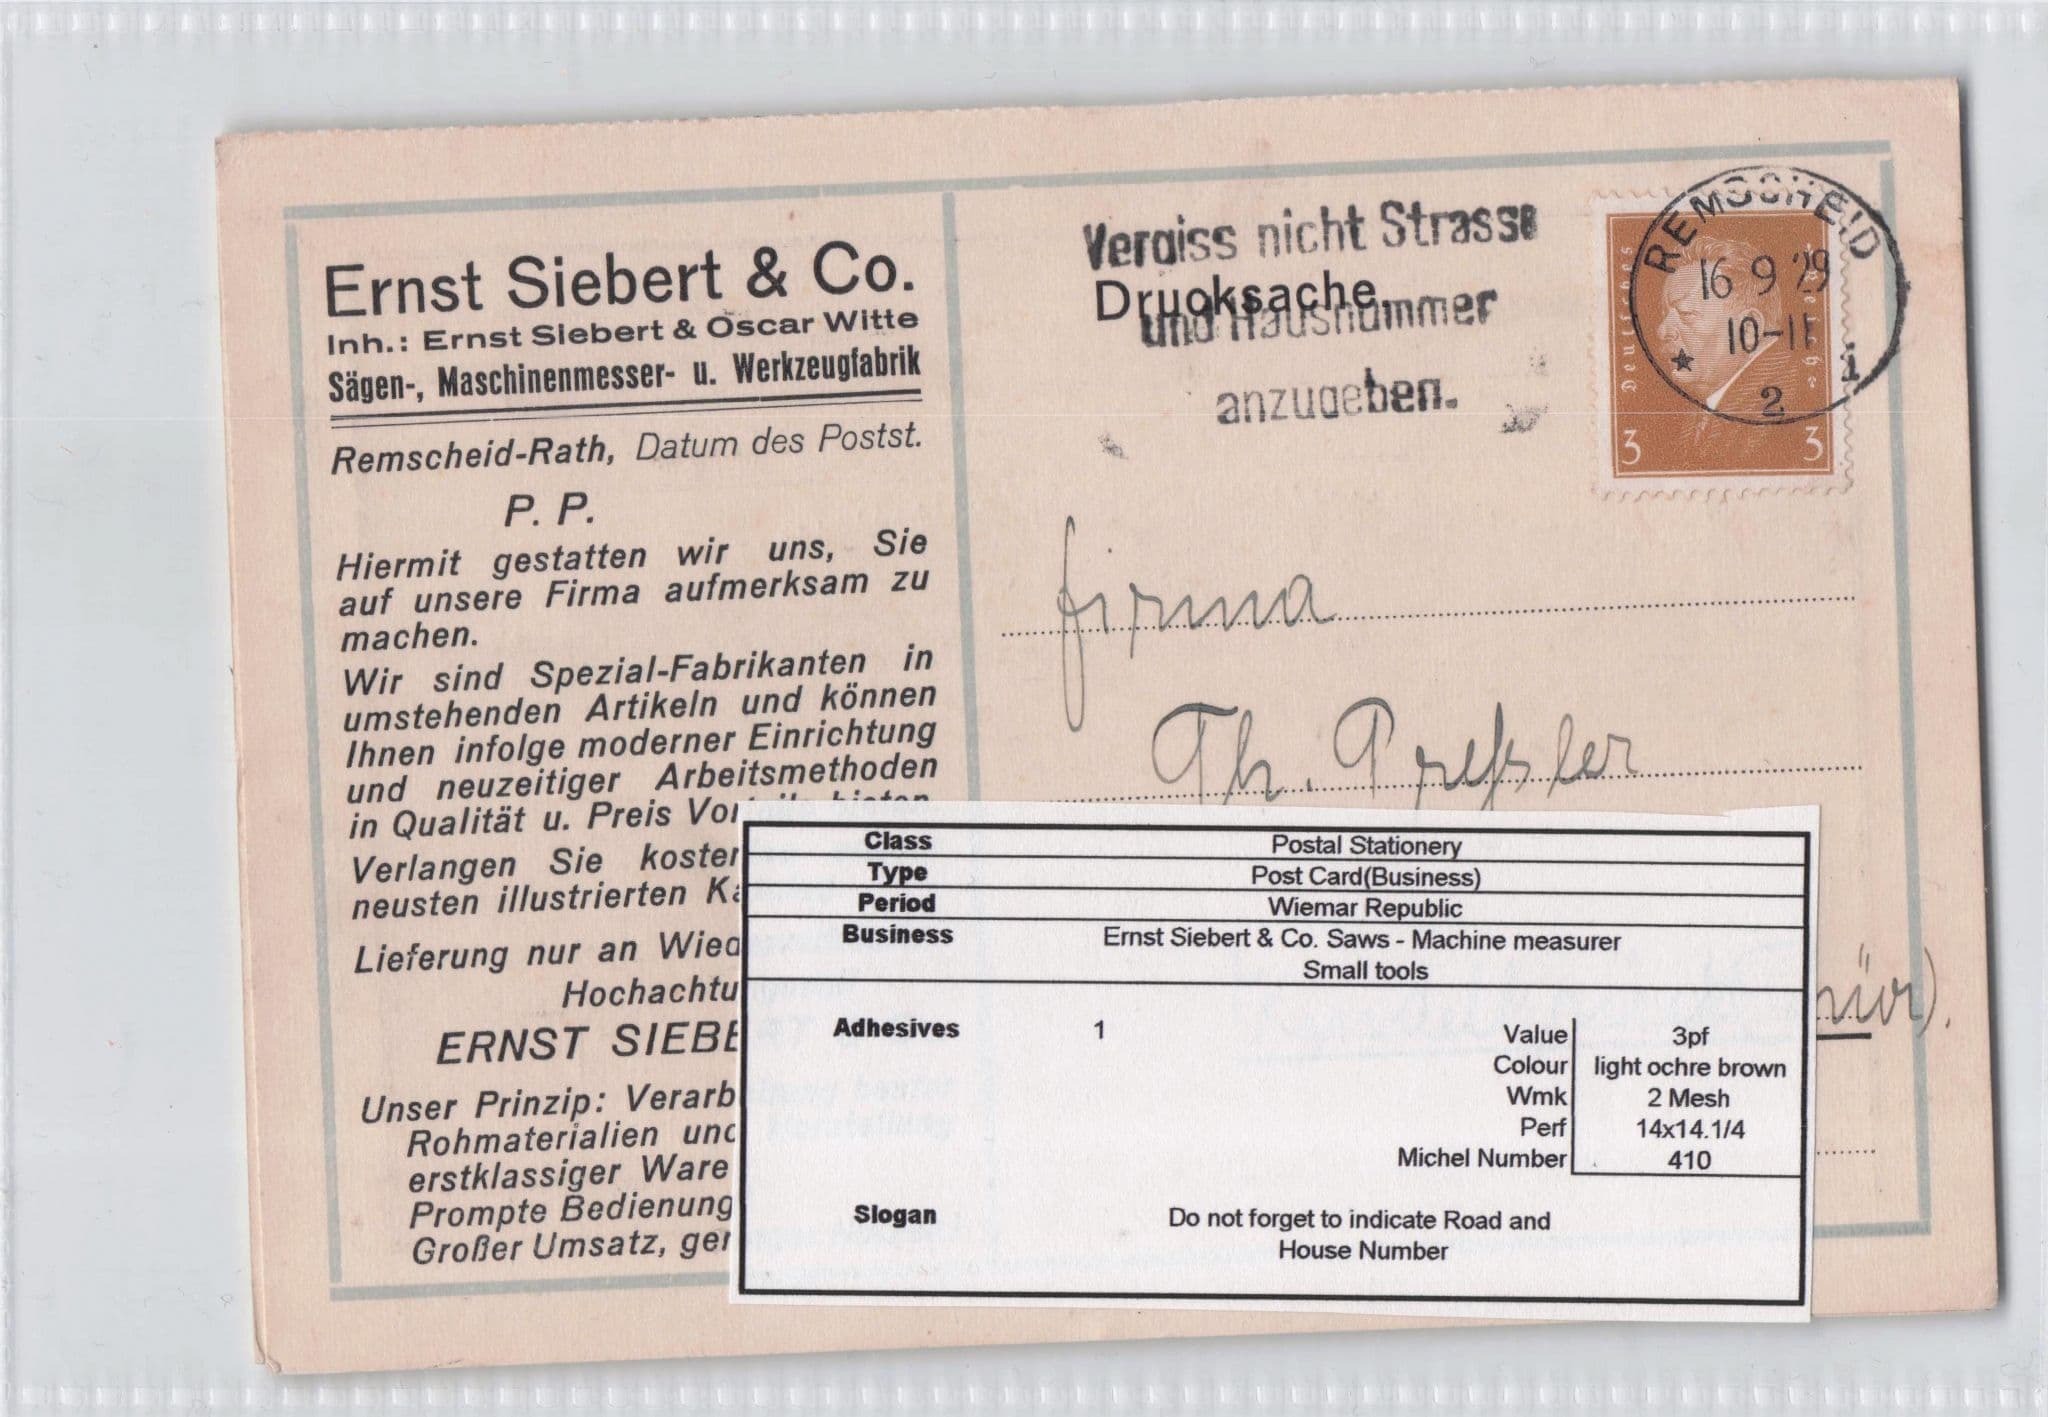 Ernst Siebert & Co.
Inh.: Ernst Siebert & Oscar Witte
Sägen-, Maschinenmesser- u. Werkzeugfabrik
Remscheid-Rath, Datum des Postst.
P. P.
Hiermit gestatten wir uns, Sie
auf unsere Firma aufmerksam zu
machen.
Wir sind Spezial-Fabrikanten in
umstehenden Artikeln und können
Ihnen infolge moderner Einrichtung
und neuzeitiger Arbeitsmethoden
in Qualität u. Preis
Verlangen Sie
neusten illustrierten
Lieferung nur an
ERNST
Unser Prinzip:
Rohmaterialien
erstklassiger Ware
Prompte Bedienung
Großer Umsatz,
Vergiss nicht Strasse
Drucksache.
und Hausnummer
anzugeben.
REMSCHEID
16 9 29
10-11
1
2
Deutsches
Reich
3 3
firma
Th. Pressler
Class Postal Stationery
Type Post Card(Business)
Period Wiemar Republic
Business Ernst Siebert & Co. Saws - Machine measurer
Small tools
Adhesives 1 Value 3pf
Colour light ochre brown
Wmk 2 Mesh
Perf 14x14.1/4
Michel Number 410
Slogan Do not forget to indicate Road and
House Number